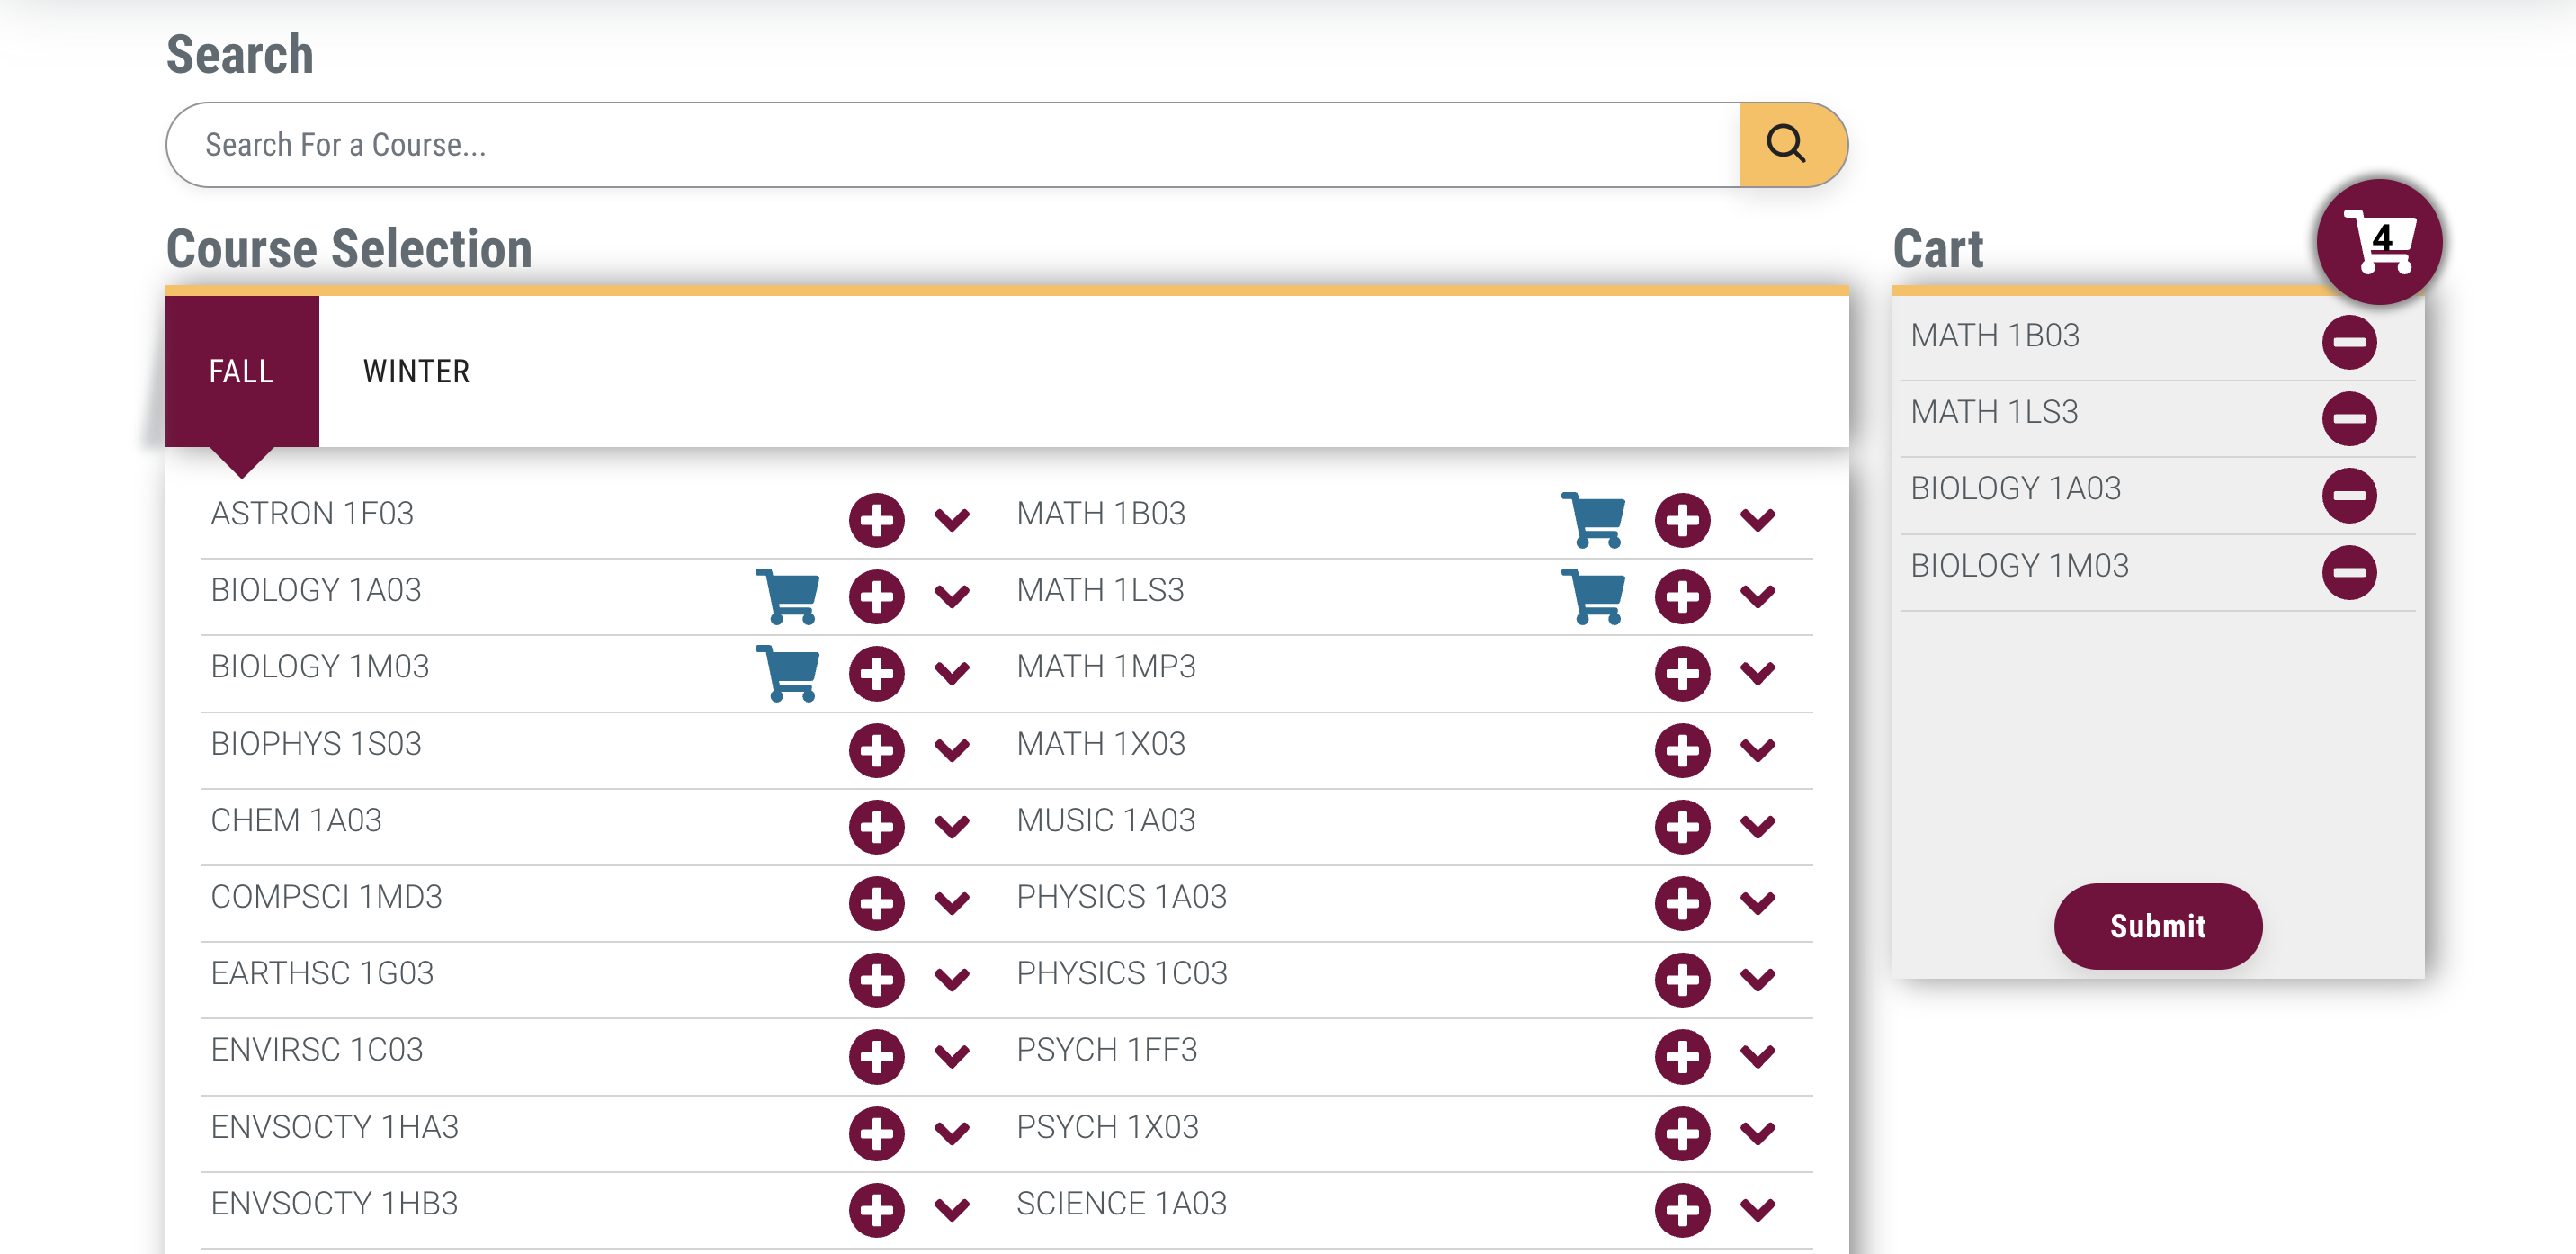 Search
Search For a Course...
Course Selection
FALL
WINTER
ASTRON 1F03
BIOLOGY 1A03
BIOLOGY 1M03
BIOPHYS 1S03
CHEM 1A03
COMPSCI 1MD3
EARTHSC 1G03
ENVIRSC 1C03
ENVSOCTY 1HA3
ENVSOCTY 1HB3
MATH 1B03
MATH 1LS3
MATH 1MP3
MATH 1X03
MUSIC 1A03
PHYSICS 1A03
PHYSICS 1C03
PSYCH 1FF3
PSYCH 1X03
SCIENCE 1A03
Cart
4
MATH 1B03
MATH 1LS3
BIOLOGY 1A03
BIOLOGY 1M03
Submit